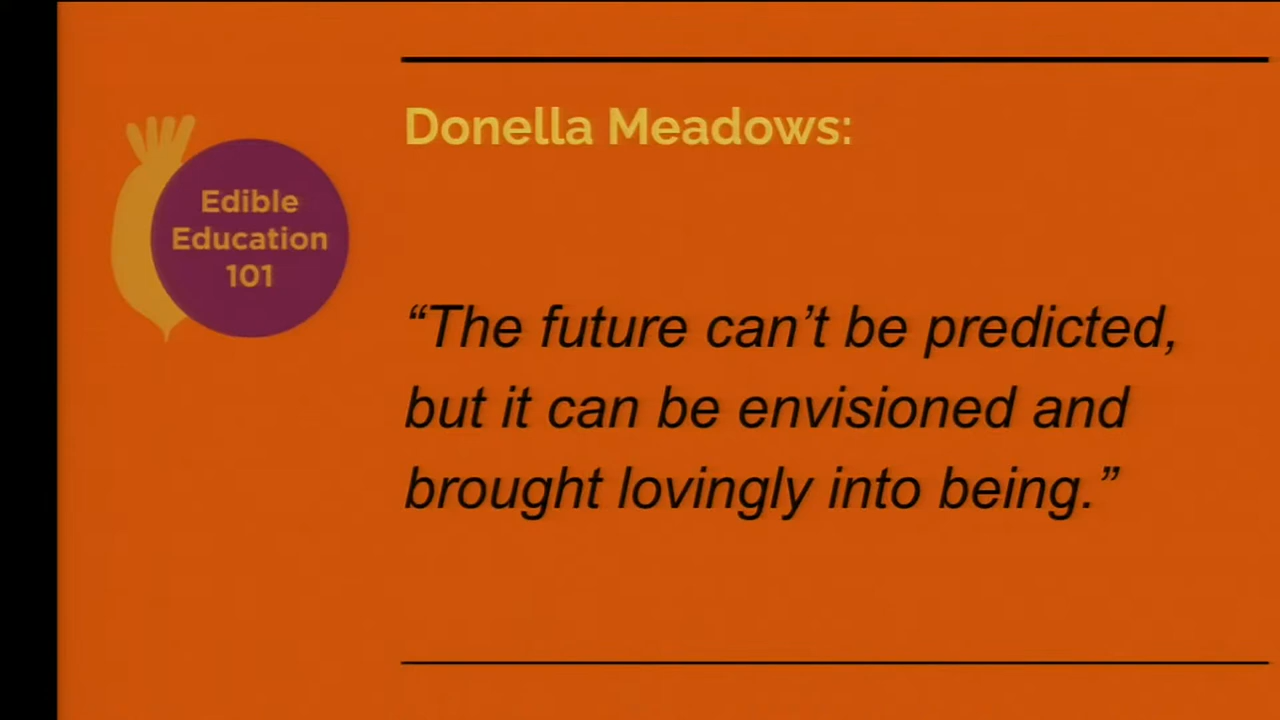 Edible
Education
101
Donella Meadows:
“The future can’t be predicted,
but it can be envisioned and
brought lovingly into being.”